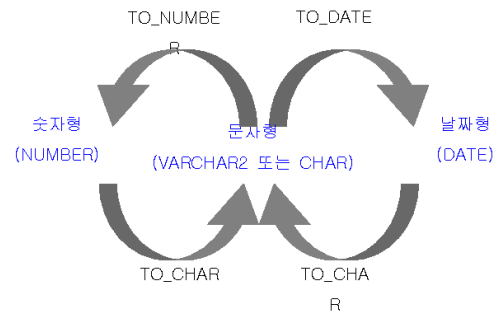 TO_NUMBE
R
TO_DATE
숫자형
(NUMBER)
문자형
(VARCHAR2 또는 CHAR)
날짜형
(DATE)
TO_CHAR
TO_CHA
R